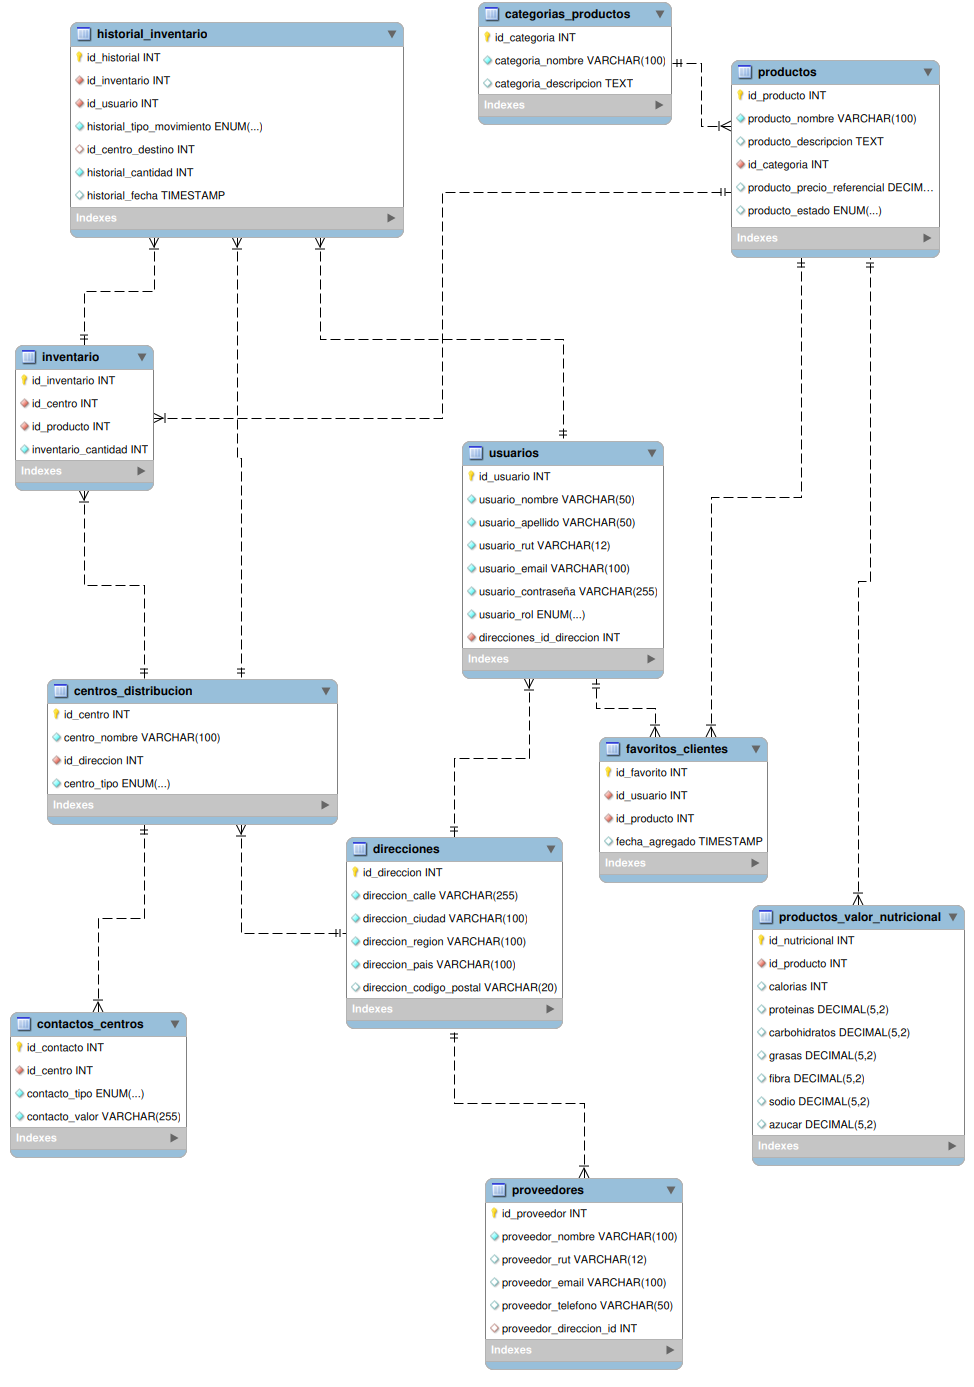 categorias_productos
id_categoria INT
categoria_nombre VARCHAR(100)
categoria_descripcion TEXT
Indexes
historial_inventario
id_historial INT
id_inventario INT
id_usuario INT
historial_tipo_movimiento ENUM(...)
id_centro_destino INT
historial_cantidad INT
historial_fecha TIMESTAMP
Indexes
productos
id_producto INT
producto_nombre VARCHAR(100)
producto_descripcion TEXT
id_categoria INT
producto_precio_referencial DECIM...
producto_estado ENUM(...)
Indexes
inventario
id_inventario INT
id_centro INT
id_producto INT
inventario_cantidad INT
Indexes
usuarios
id_usuario INT
usuario_nombre VARCHAR(50)
usuario_apellido VARCHAR(50)
usuario_rut VARCHAR(12)
usuario_email VARCHAR(100)
usuario_contraseña VARCHAR(255)
usuario_rol ENUM(...)
direcciones_id_direccion INT
Indexes
centros_distribucion
id_centro INT
centro_nombre VARCHAR(100)
id_direccion INT
centro_tipo ENUM(...)
Indexes
favoritos_clientes
id_favorito INT
id_usuario INT
id_producto INT
fecha_agregado TIMESTAMP
Indexes
direcciones
id_direccion INT
direccion_calle VARCHAR(255)
direccion_ciudad VARCHAR(100)
direccion_region VARCHAR(100)
direccion_pais VARCHAR(100)
direccion_codigo_postal VARCHAR(20)
Indexes
productos_valor_nutricional
id_nutricional INT
id_producto INT
calorias INT
proteinas DECIMAL(5,2)
carbohidratos DECIMAL(5,2)
grasas DECIMAL(5,2)
fibra DECIMAL(5,2)
sodio DECIMAL(5,2)
azucar DECIMAL(5,2)
Indexes
contactos_centros
id_contacto INT
id_centro INT
contacto_tipo ENUM(...)
contacto_valor VARCHAR(255)
Indexes
proveedores
id_proveedor INT
proveedor_nombre VARCHAR(100)
proveedor_rut VARCHAR(12)
proveedor_email VARCHAR(100)
proveedor_telefono VARCHAR(50)
proveedor_direccion_id INT
Indexes